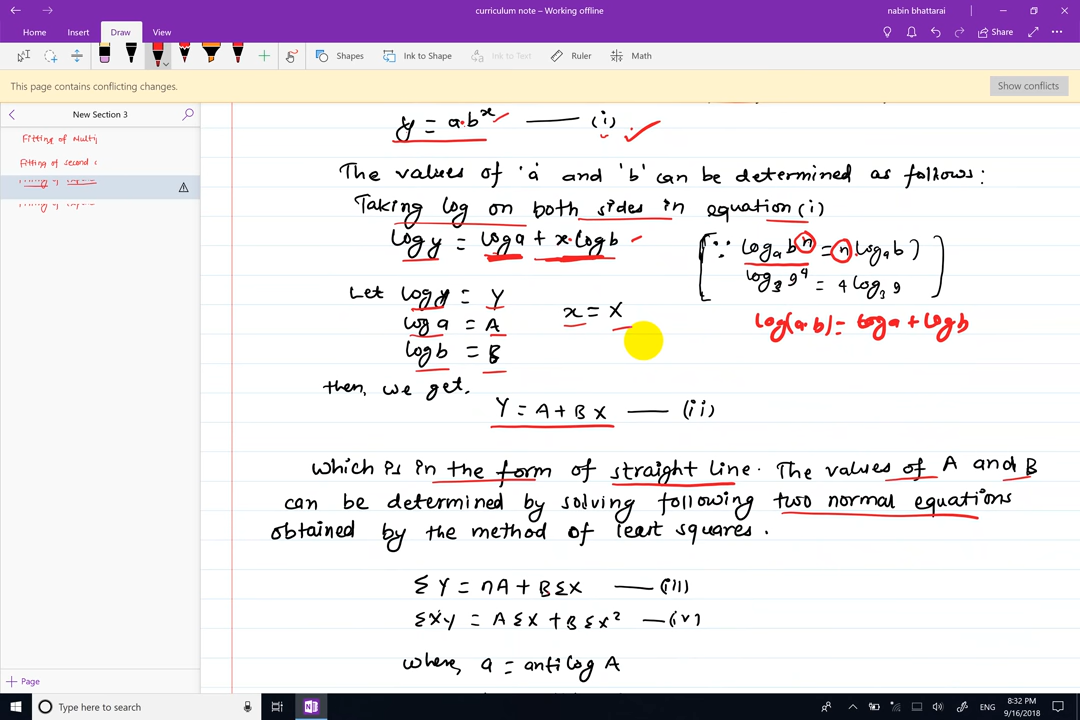 curriculum note – Working offline
nabin bhattarai
Home Insert Draw View
Share
Shapes Ink to Shape Ink to Text Ruler Math
This page contains conflicting changes.
Show conflicts
New Section 3
Fitting of Multip
Fitting of second o
y = a·b^x —— (i)
The values of 'a' and 'b' can be determined as follows:
Taking log on both sides in equation (i)
log y = log a + x·log b
[∵ log_a b^n = n log_a b)
log_3 9^4 = 4 log_3 9 ]
log(a·b) = log a + log b
Let log y = Y
x = X
log a = A
log b = B
then, we get.
Y = A + B X —— (ii)
which is in the form of straight line. The values of A and B
can be determined by solving following two normal equations
obtained by the method of least squares.
Σ Y = nA + B ΣX —— (iii)
ΣXY = A ΣX + B ΣX² — (iv)
where, a = antilog A
Page
Type here to search
ENG
8:32 PM
9/16/2018